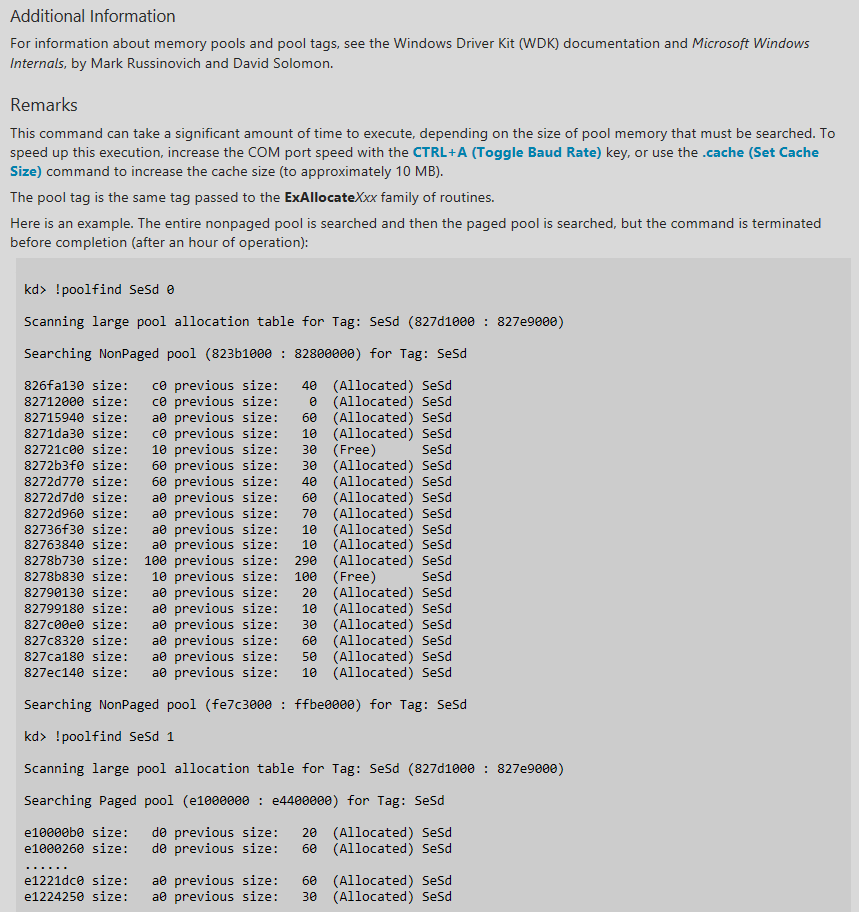 Additional Information
For information about memory pools and pool tags, see the Windows Driver Kit (WDK) documentation and Microsoft Windows
Internals, by Mark Russinovich and David Solomon.
Remarks
This command can take a significant amount of time to execute, depending on the size of pool memory that must be searched. To
speed up this execution, increase the COM port speed with the CTRL+A (Toggle Baud Rate) key, or use the .cache (Set Cache
Size) command to increase the cache size (to approximately 10 MB).
The pool tag is the same tag passed to the ExAllocateXxx family of routines.
Here is an example. The entire nonpaged pool is searched and then the paged pool is searched, but the command is terminated
before completion (after an hour of operation):
kd> !poolfind SeSd 0
Scanning large pool allocation table for Tag: SeSd (827d1000 : 827e9000)
Searching NonPaged pool (823b1000 : 82800000) for Tag: SeSd
826fa130 size:   c0 previous size:   40  (Allocated) SeSd
82712000 size:   c0 previous size:    0  (Allocated) SeSd
82715940 size:   a0 previous size:   60  (Allocated) SeSd
8271da30 size:   c0 previous size:   10  (Allocated) SeSd
82721c00 size:   10 previous size:   30  (Free)      SeSd
8272b3f0 size:   60 previous size:   30  (Allocated) SeSd
8272d770 size:   60 previous size:   40  (Allocated) SeSd
8272d7d0 size:   a0 previous size:   60  (Allocated) SeSd
8272d960 size:   a0 previous size:   70  (Allocated) SeSd
82736f30 size:   a0 previous size:   10  (Allocated) SeSd
82763840 size:   a0 previous size:   10  (Allocated) SeSd
8278b730 size:  100 previous size:  290  (Allocated) SeSd
8278b830 size:   10 previous size:  100  (Free)      SeSd
82790130 size:   a0 previous size:   20  (Allocated) SeSd
82799180 size:   a0 previous size:   10  (Allocated) SeSd
827c00e0 size:   a0 previous size:   30  (Allocated) SeSd
827c8320 size:   a0 previous size:   60  (Allocated) SeSd
827ca180 size:   a0 previous size:   50  (Allocated) SeSd
827ec140 size:   a0 previous size:   10  (Allocated) SeSd
Searching NonPaged pool (fe7c3000 : ffbe0000) for Tag: SeSd
kd> !poolfind SeSd 1
Scanning large pool allocation table for Tag: SeSd (827d1000 : 827e9000)
Searching Paged pool (e1000000 : e4400000) for Tag: SeSd
e10000b0 size:   d0 previous size:   20  (Allocated) SeSd
e1000260 size:   d0 previous size:   60  (Allocated) SeSd
......
e1221dc0 size:   a0 previous size:   60  (Allocated) SeSd
e1224250 size:   a0 previous size:   30  (Allocated) SeSd